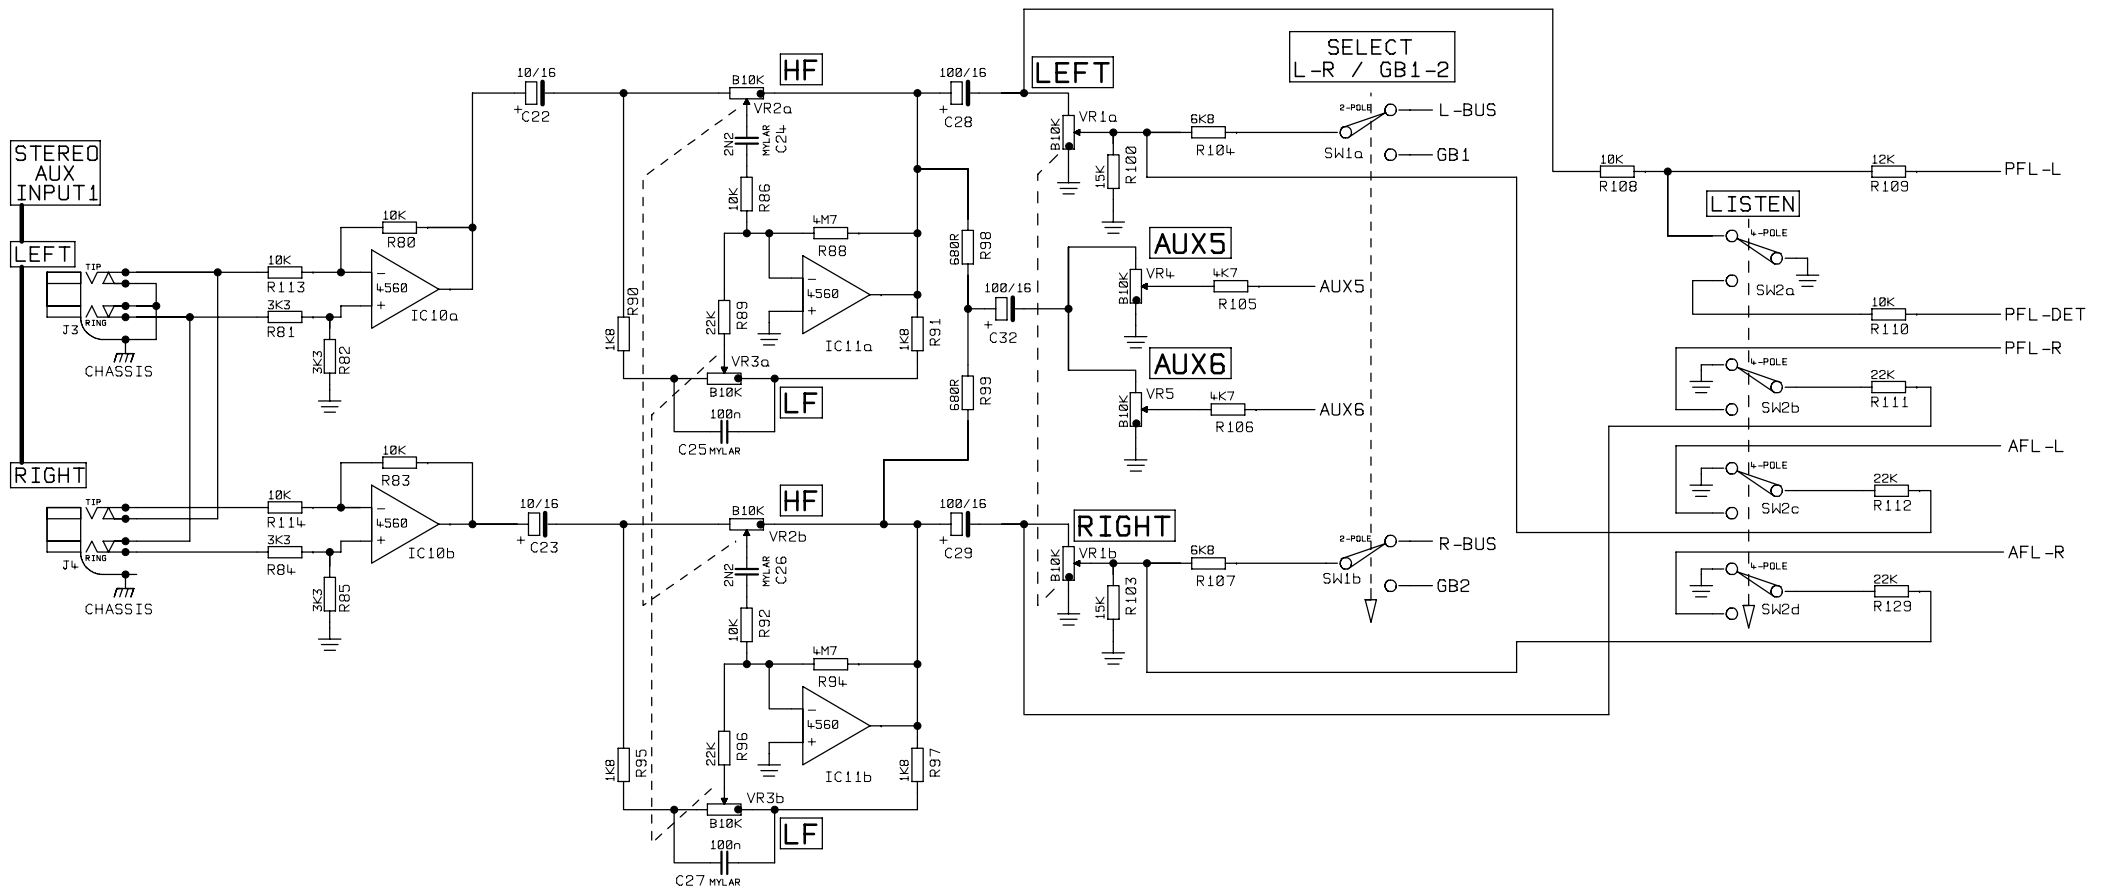 STEREO
AUX
INPUT1
LEFT
TIP
RING
J3
CHASSIS
RIGHT
TIP
RING
J4
CHASSIS
10K
R113
3K3
R81
3K3
R82
10K
R80
-
4560
+
IC10a
10K
R114
3K3
R84
3K3
R85
10K
R83
-
4560
+
IC10b
10/16
+
C22
10/16
+
C23
B10K
HF
VR2a
2N2
MYLAR
C24
10K
R86
4M7
R88
-
4560
+
IC11a
R90
1K8
22K
R89
1K8
R91
VR3a
B10K
LF
100n
C25 MYLAR
B10K
HF
VR2b
2N2
MYLAR
C26
10K
R92
4M7
R94
-
4560
+
IC11b
1K8
R95
22K
R96
1K8
R97
VR3b
B10K
LF
100n
C27 MYLAR
100/16
+
C28
680R
R98
100/16
+
C32
680R
R99
100/16
+
C29
LEFT
B10K
VR1a
15K
R100
6K8
R104
AUX5
B10K
VR4
4K7
R105
AUX5
AUX6
B10K
VR5
4K7
R106
AUX6
RIGHT
B10K
VR1b
15K
R103
6K8
R107
SELECT
L-R / GB1-2
2-POLE
L-BUS
SW1a
GB1
2-POLE
R-BUS
SW1b
GB2
10K
R108
12K
R109
PFL-L
LISTEN
4-POLE
SW2a
10K
R110
PFL-DET
PFL-R
4-POLE
SW2b
22K
R111
AFL-L
4-POLE
SW2c
22K
R112
AFL-R
4-POLE
SW2d
22K
R129